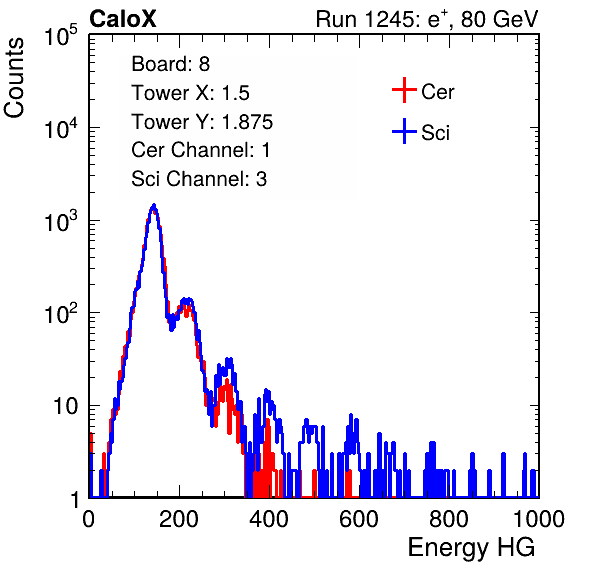 CaloX Run 1245: e⁺, 80 GeV
Counts
Board: 8
Tower X: 1.5
Tower Y: 1.875
Cer Channel: 1
Sci Channel: 3
Cer
Sci
10⁵
10⁴
10³
10²
10
1
0 200 400 600 800 1000
Energy HG